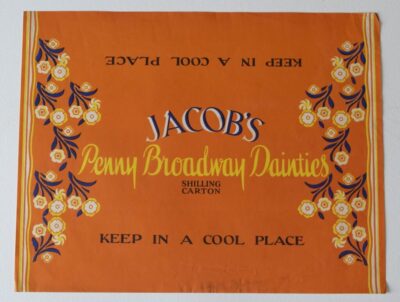 KEEP IN A COOL PLACE
JACOB'S
Penny Broadway Dainties
SHILLING
CARTON
KEEP IN A COOL PLACE